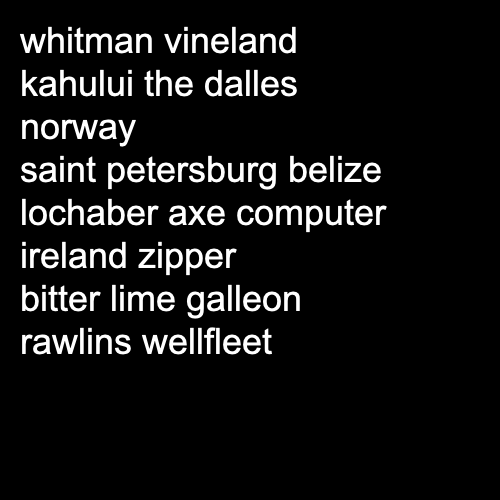 whitman vineland
kahului the dalles
norway
saint petersburg belize
lochaber axe computer
ireland zipper
bitter lime galleon
rawlins wellfleet